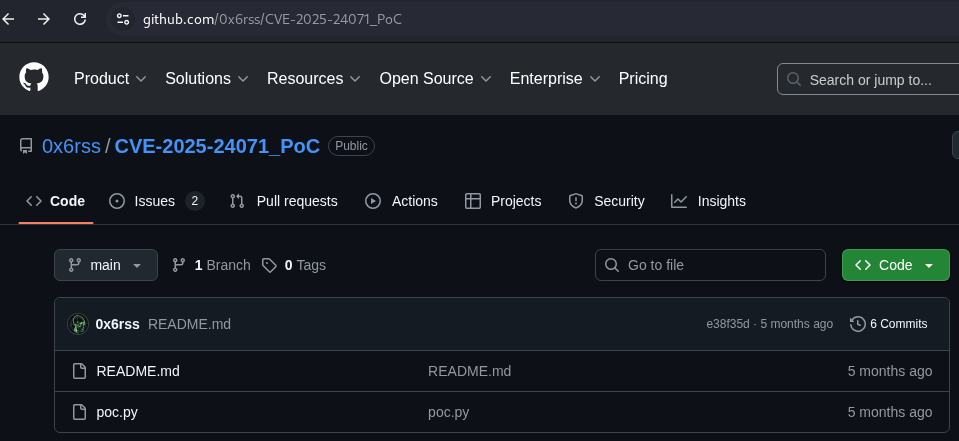 github.com/0x6rss/CVE-2025-24071_PoC
Product Solutions Resources Open Source Enterprise Pricing Search or jump to...
0x6rss / CVE-2025-24071_PoC Public
Code Issues 2 Pull requests Actions Projects Security Insights
main 1 Branch 0 Tags Go to file Code
0x6rss README.md e38f35d · 5 months ago 6 Commits
README.md README.md 5 months ago
poc.py poc.py 5 months ago